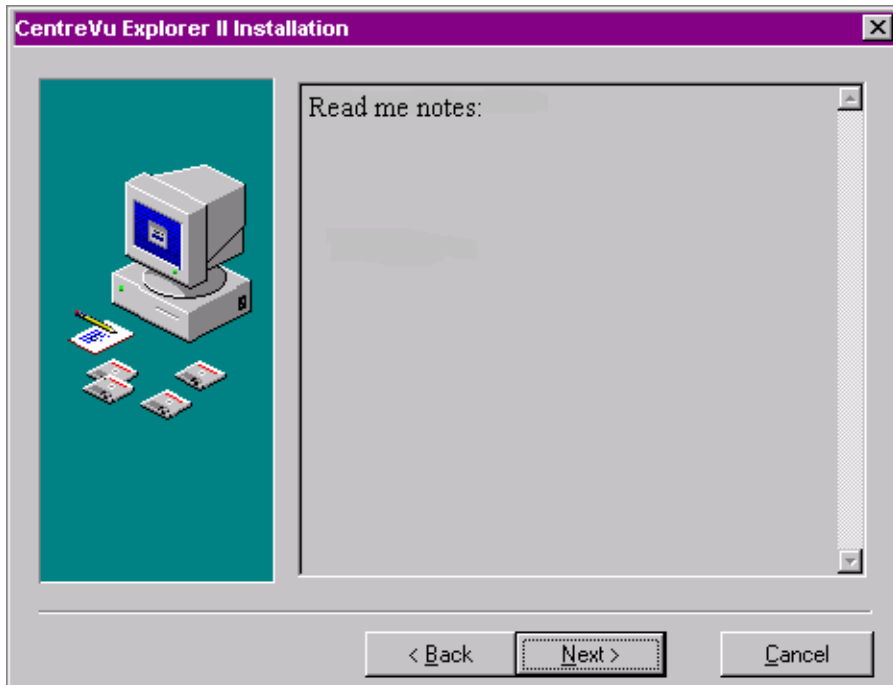 CentreVu Explorer II Installation
Read me notes:
< Back
Next >
Cancel